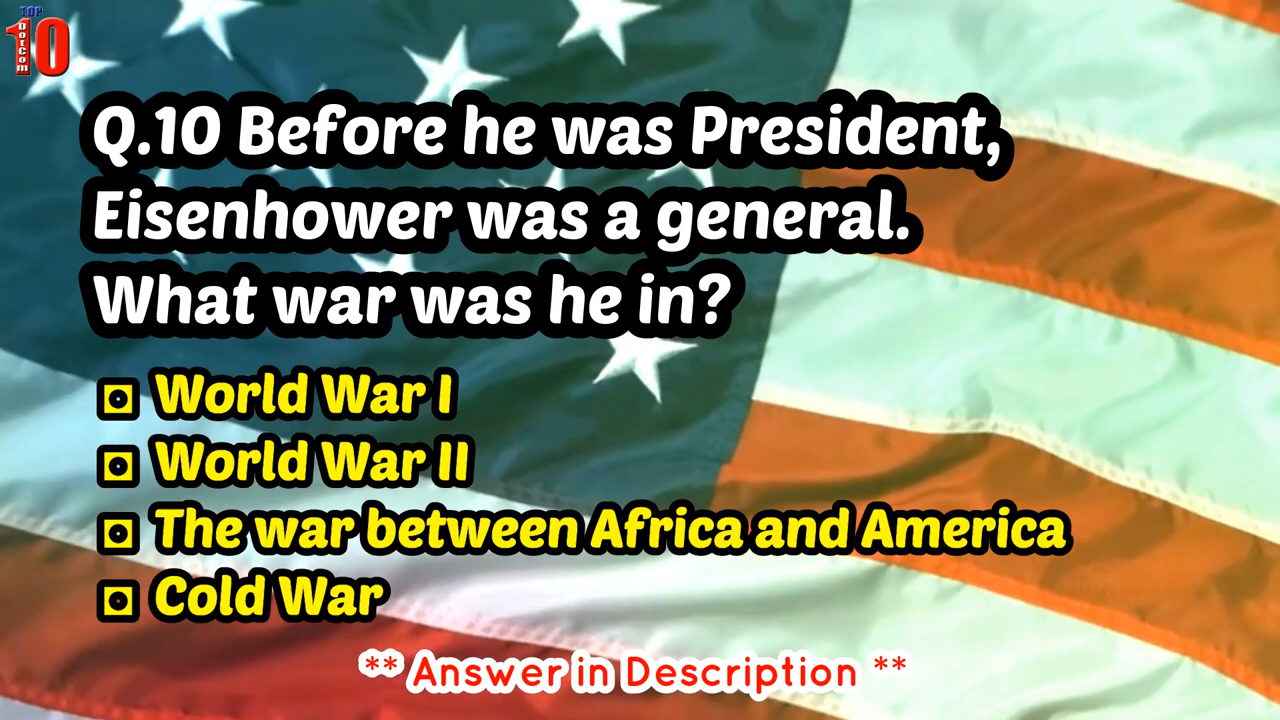 TOP
10
DOTCOM
Q.10 Before he was President,
Eisenhower was a general.
What war was he in?
World War I
World War II
The war between Africa and America
Cold War
** Answer in Description **